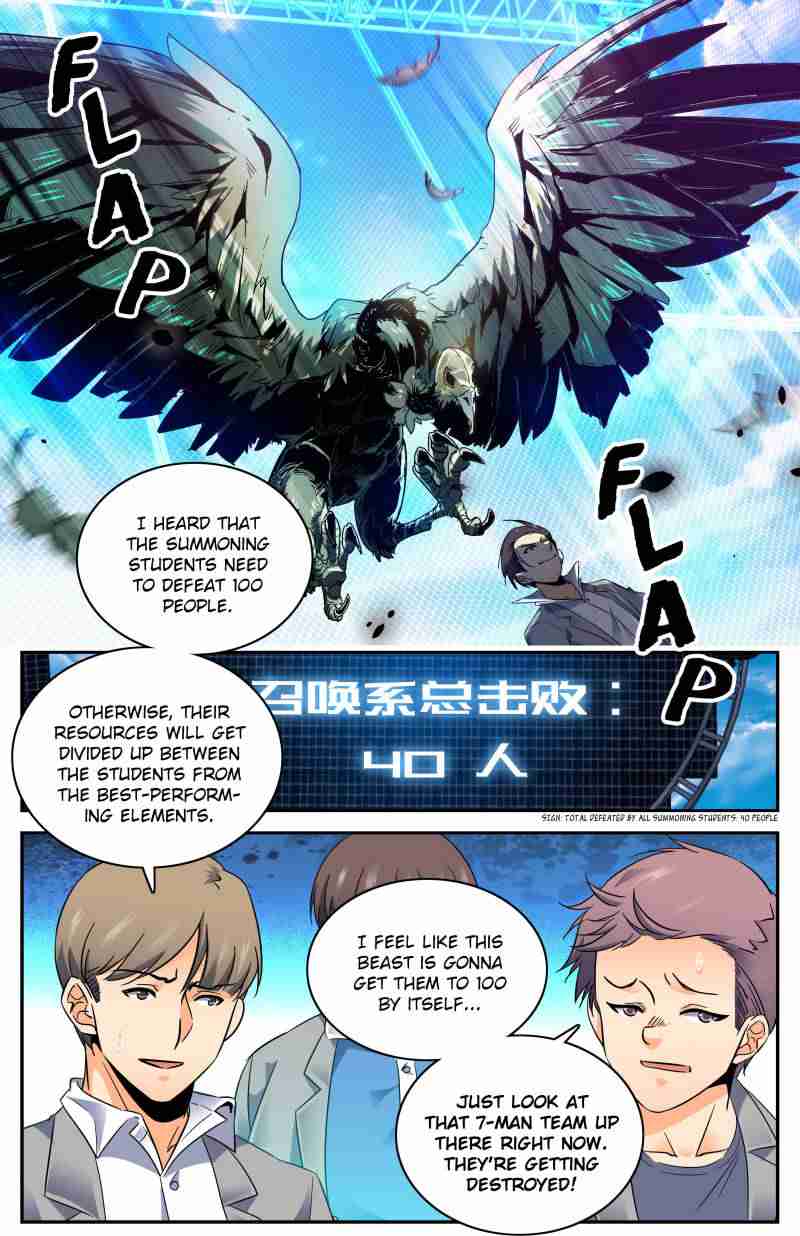 FLAP
I HEARD THAT
THE SUMMONING
STUDENTS NEED
TO DEFEAT 100
PEOPLE.
FLAP
OTHERWISE, THEIR
RESOURCES WILL GET
DIVIDED UP BETWEEN
THE STUDENTS FROM
THE BEST-PERFORM-
ING ELEMENTS.
召唤系总击败：
40 人
SIGN: TOTAL DEFEATED BY ALL SUMMONING STUDENTS: 40 PEOPLE
I FEEL LIKE THIS
BEAST IS GONNA
GET THEM TO 100
BY ITSELF...
JUST LOOK AT
THAT 7-MAN TEAM UP
THERE RIGHT NOW.
THEY'RE GETTING
DESTROYED!